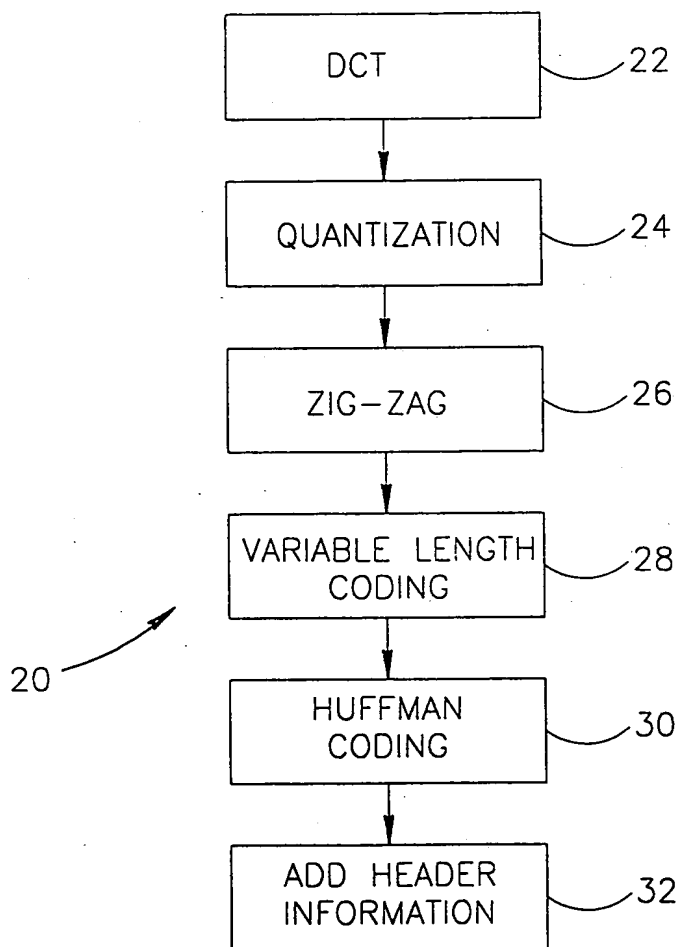 DCT
22
QUANTIZATION
24
ZIG-ZAG
26
VARIABLE LENGTH
CODING
28
20
HUFFMAN
CODING
30
ADD HEADER
INFORMATION
32